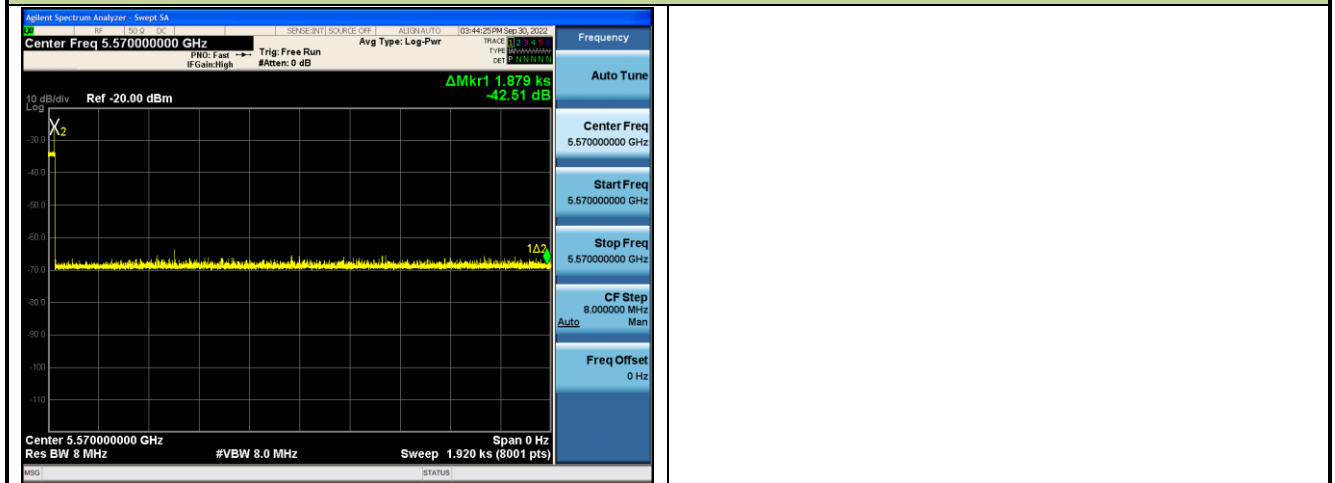 Agilent Spectrum Analyzer - Swept SA
RF 50 Ω DC SENSE:INT SOURCE OFF ALIGNAUTO 03:44:25 PM Sep 30, 2022
Center Freq 5.570000000 GHz
PNO: Fast
IFGain:High
Trig: Free Run
#Atten: 0 dB
Avg Type: Log-Pwr
TRACE 1 2 3 4 5 6
TYPE
DET P N N N N N
ΔMkr1 1.879 ks
-42.51 dB
10 dB/div Ref -20.00 dBm
Log
X2
-30.0
-40.0
-50.0
-60.0
1Δ2
-70.0
-80.0
-90.0
-100
-110
Center 5.570000000 GHz Span 0 Hz
Res BW 8 MHz #VBW 8.0 MHz Sweep 1.920 ks (8001 pts)
MSG STATUS
Frequency
Auto Tune
Center Freq
5.570000000 GHz
Start Freq
5.570000000 GHz
Stop Freq
5.570000000 GHz
CF Step
8.000000 MHz
Auto Man
Freq Offset
0 Hz